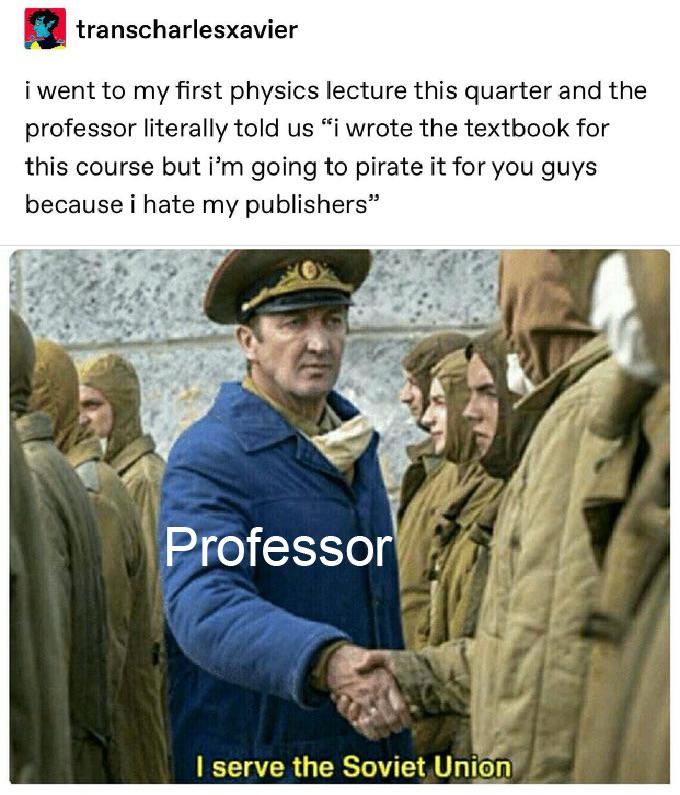 transcharlesxavier
i went to my first physics lecture this quarter and the
professor literally told us “i wrote the textbook for
this course but i’m going to pirate it for you guys
because i hate my publishers”
Professor
I serve the Soviet Union